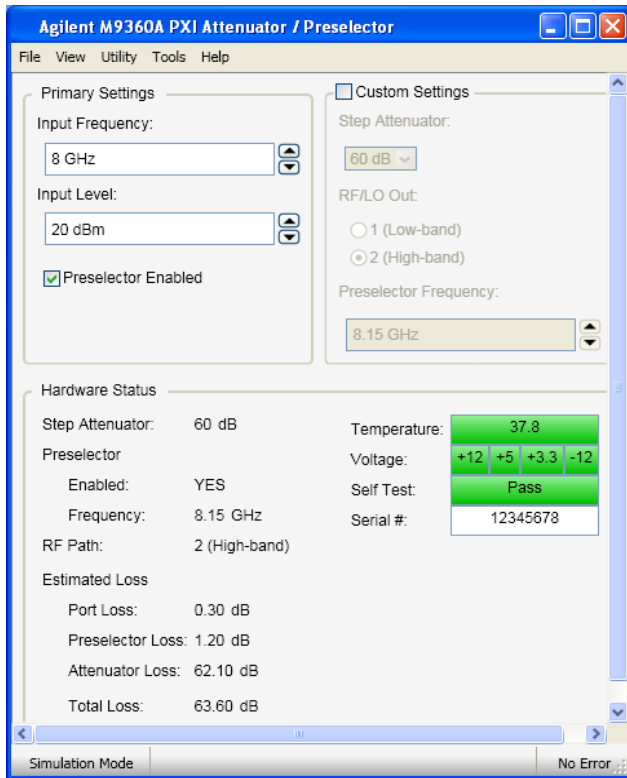 Agilent M9360A PXI Attenuator / Preselector
File View Utility Tools Help
Primary Settings
Input Frequency:
8 GHz
Input Level:
20 dBm
Preselector Enabled
Custom Settings
Step Attenuator:
60 dB
RF/LO Out:
1 (Low-band)
2 (High-band)
Preselector Frequency:
8.15 GHz
Hardware Status
Step Attenuator: 60 dB
Preselector
Enabled: YES
Frequency: 8.15 GHz
RF Path: 2 (High-band)
Estimated Loss
Port Loss: 0.30 dB
Preselector Loss: 1.20 dB
Attenuator Loss: 62.10 dB
Total Loss: 63.60 dB
Temperature: 37.8
Voltage: +12 +5 +3.3 -12
Self Test: Pass
Serial #: 12345678
Simulation Mode
No Error